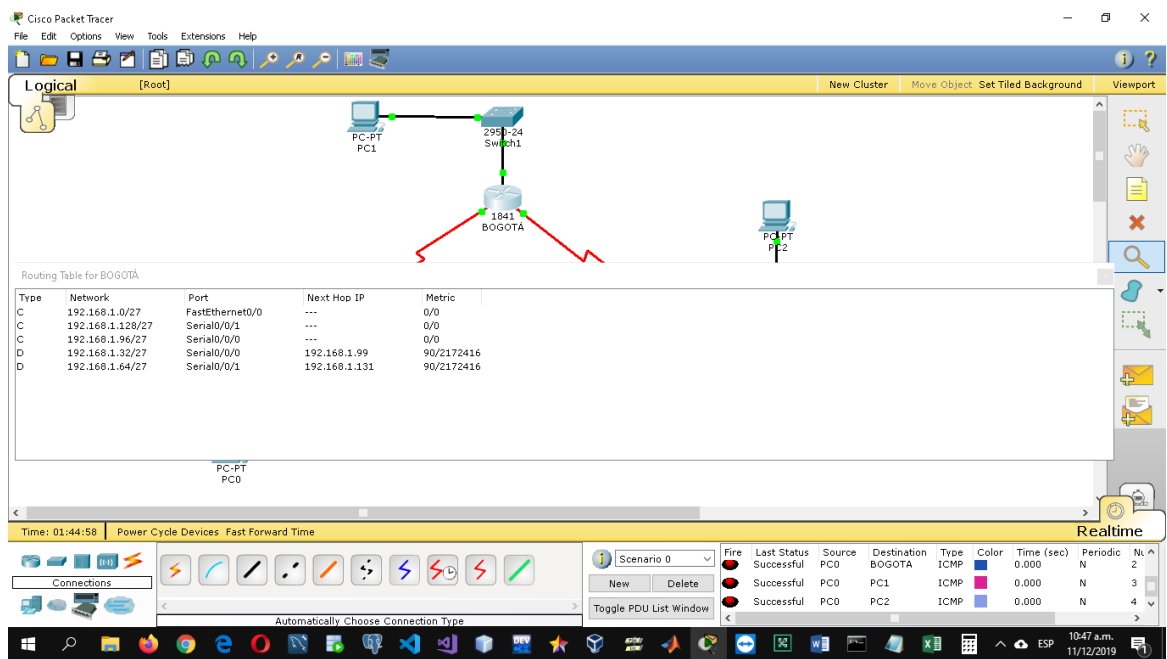 Cisco Packet Tracer
File Edit Options View Tools Extensions Help
Logical [Root] New Cluster Move Object Set Tiled Background Viewport
PC-PT
PC1
2950-24
Switch1
1841
BOGOTÁ
PC-PT
PC2
Routing Table for BOGOTÁ
Type Network Port Next Hop IP Metric
C 192.168.1.0/27 FastEthernet0/0 --- 0/0
C 192.168.1.128/27 Serial0/0/1 --- 0/0
C 192.168.1.96/27 Serial0/0/0 --- 0/0
D 192.168.1.32/27 Serial0/0/0 192.168.1.99 90/2172416
D 192.168.1.64/27 Serial0/0/1 192.168.1.131 90/2172416
PC-PT
PC0
Time: 01:44:58 Power Cycle Devices Fast Forward Time Realtime
Connections
Automatically Choose Connection Type
Scenario 0
New Delete
Toggle PDU List Window
Fire Last Status Source Destination Type Color Time (sec) Periodic Nu
Successful PC0 BOGOTA ICMP 0.000 N 2
Successful PC0 PC1 ICMP 0.000 N 3
Successful PC0 PC2 ICMP 0.000 N 4
DEV
ESP
10:47 a.m.
11/12/2019